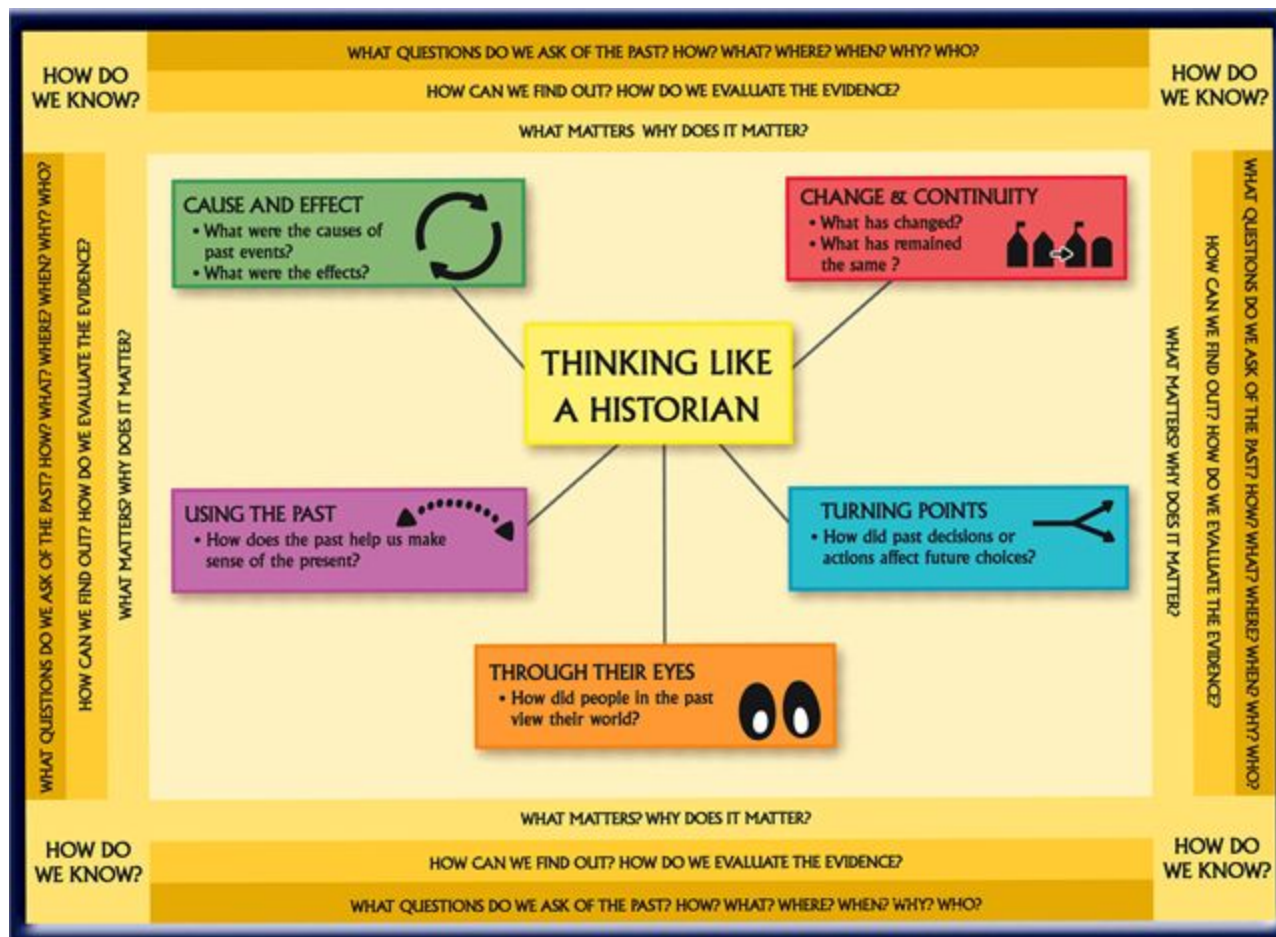 WHAT QUESTIONS DO WE ASK OF THE PAST? HOW? WHAT? WHERE? WHEN? WHY? WHO?
HOW CAN WE FIND OUT? HOW DO WE EVALUATE THE EVIDENCE?
WHAT MATTERS WHY DOES IT MATTER?
HOW DO
WE KNOW?
HOW DO
WE KNOW?
WHAT QUESTIONS DO WE ASK OF THE PAST? HOW? WHAT? WHERE? WHEN? WHY? WHO?
HOW CAN WE FIND OUT? HOW DO WE EVALUATE THE EVIDENCE?
WHAT MATTERS? WHY DOES IT MATTER?
CAUSE AND EFFECT
• What were the causes of
past events?
• What were the effects?
CHANGE & CONTINUITY
• What has changed?
• What has remained
the same ?
THINKING LIKE
A HISTORIAN
USING THE PAST
• How does the past help us make
sense of the present?
TURNING POINTS
• How did past decisions or
actions affect future choices?
THROUGH THEIR EYES
• How did people in the past
view their world?
WHAT MATTERS? WHY DOES IT MATTER?
HOW CAN WE FIND OUT? HOW DO WE EVALUATE THE EVIDENCE?
WHAT QUESTIONS DO WE ASK OF THE PAST? HOW? WHAT? WHERE? WHEN? WHY? WHO?
WHAT MATTERS? WHY DOES IT MATTER?
HOW CAN WE FIND OUT? HOW DO WE EVALUATE THE EVIDENCE?
WHAT QUESTIONS DO WE ASK OF THE PAST? HOW? WHAT? WHERE? WHEN? WHY? WHO?
HOW DO
WE KNOW?
HOW DO
WE KNOW?